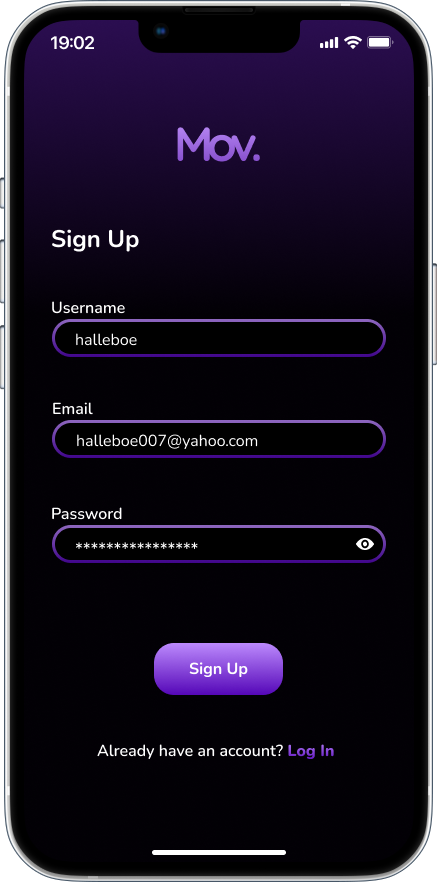 19:02
Mov.
Sign Up
Username
halleboe
Email
halleboe007@yahoo.com
Password
****************
Sign Up
Already have an account? Log In